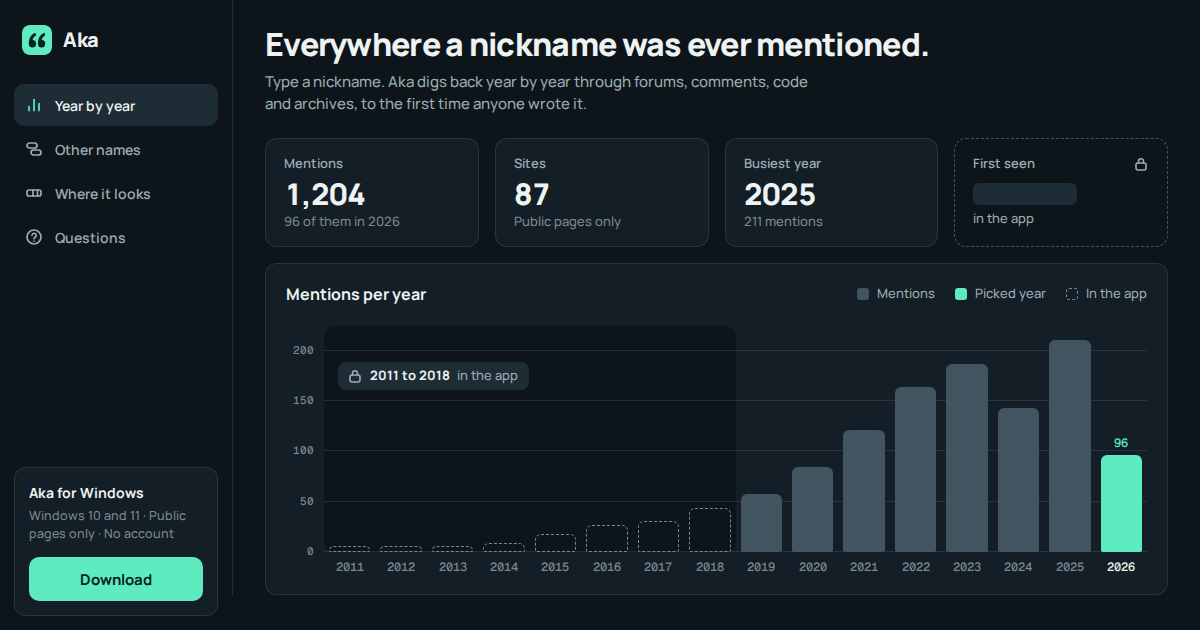 Aka
Year by year
Other names
Where it looks
Questions
Aka for Windows
Windows 10 and 11 · Public
pages only · No account
Download
Everywhere a nickname was ever mentioned.
Type a nickname. Aka digs back year by year through forums, comments, code
and archives, to the first time anyone wrote it.
Mentions
1,204
96 of them in 2026
Sites
87
Public pages only
Busiest year
2025
211 mentions
First seen
in the app
Mentions per year
Mentions
Picked year
In the app
200
150
100
50
0
2011 to 2018 in the app
96
2011 2012 2013 2014 2015 2016 2017 2018 2019 2020 2021 2022 2023 2024 2025 2026